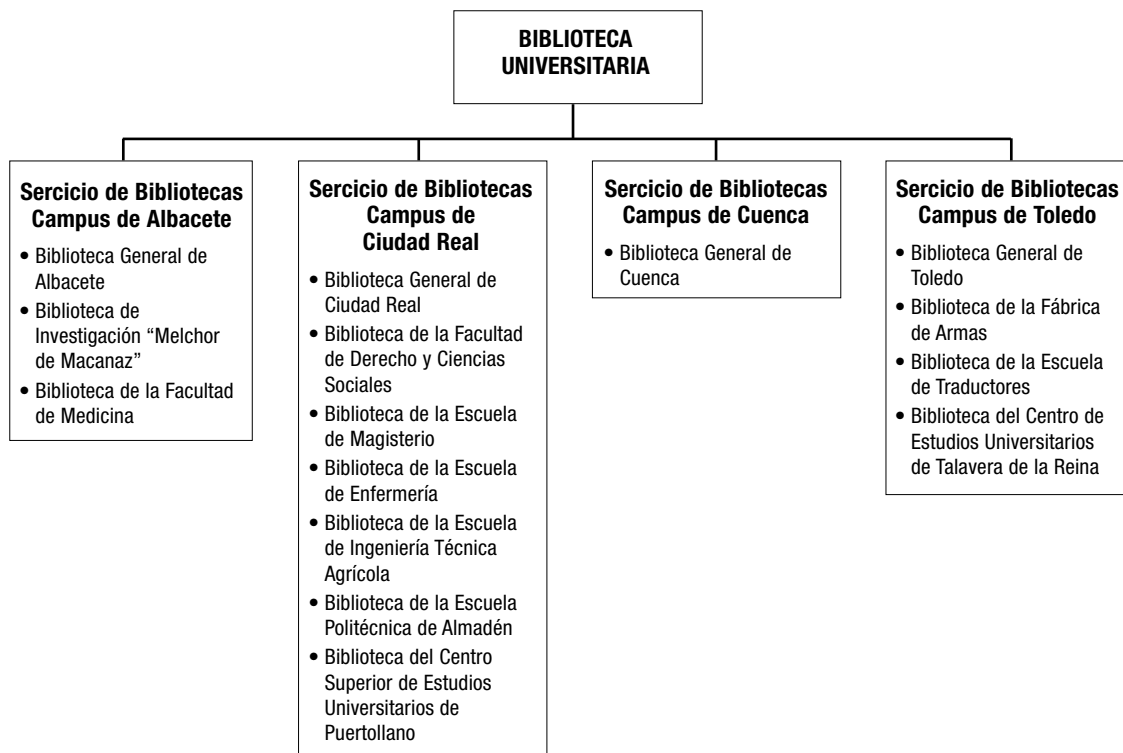 BIBLIOTECA
UNIVERSITARIA
Sercicio de Bibliotecas
Campus de Albacete
• Biblioteca General de
Albacete
• Biblioteca de
Investigación “Melchor
de Macanaz”
• Biblioteca de la Facultad
de Medicina
Sercicio de Bibliotecas
Campus de
Ciudad Real
• Biblioteca General de
Ciudad Real
• Biblioteca de la Facultad
de Derecho y Ciencias
Sociales
• Biblioteca de la Escuela
de Magisterio
• Biblioteca de la Escuela
de Enfermería
• Biblioteca de la Escuela
de Ingeniería Técnica
Agrícola
• Biblioteca de la Escuela
Politécnica de Almadén
• Biblioteca del Centro
Superior de Estudios
Universitarios de
Puertollano
Sercicio de Bibliotecas
Campus de Cuenca
• Biblioteca General de
Cuenca
Sercicio de Bibliotecas
Campus de Toledo
• Biblioteca General de
Toledo
• Biblioteca de la Fábrica
de Armas
• Biblioteca de la Escuela
de Traductores
• Biblioteca del Centro de
Estudios Universitarios
de Talavera de la Reina